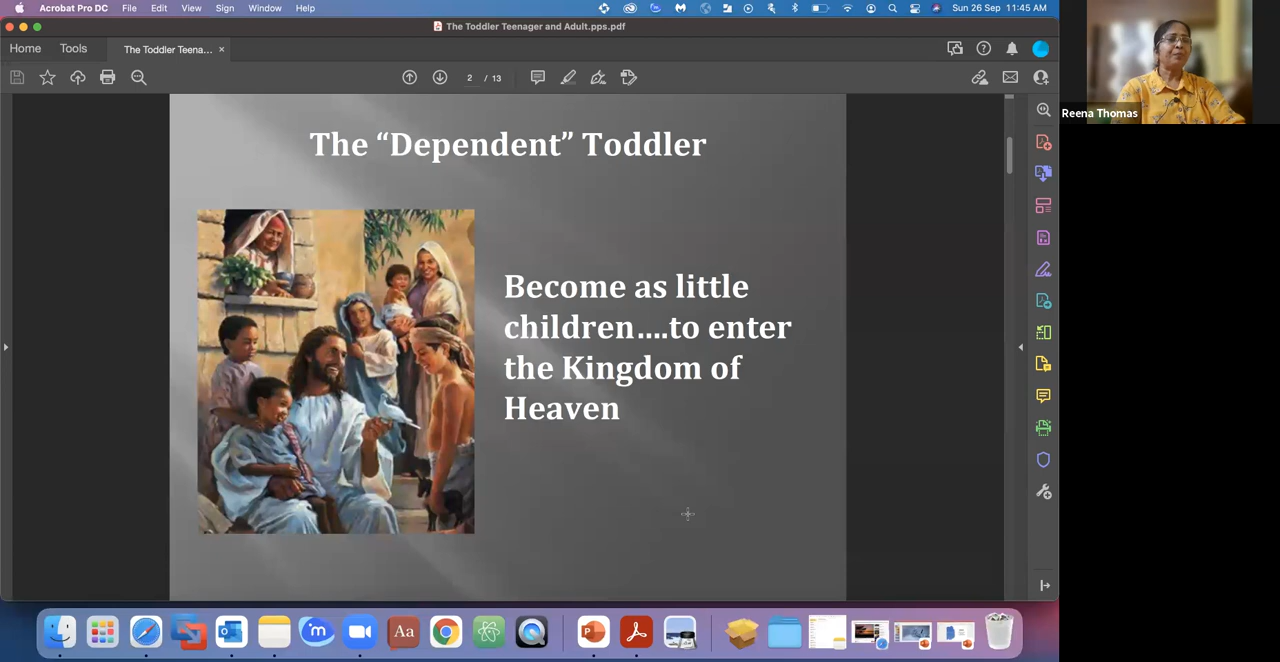 Acrobat Pro DC File Edit View Sign Window Help
Sun 26 Sep 11:45 AM
The Toddler Teenager and Adult.pps.pdf
Home Tools The Toddler Teena... ×
2 / 13
The “Dependent” Toddler
Become as little
children....to enter
the Kingdom of
Heaven
Reena Thomas
Aa